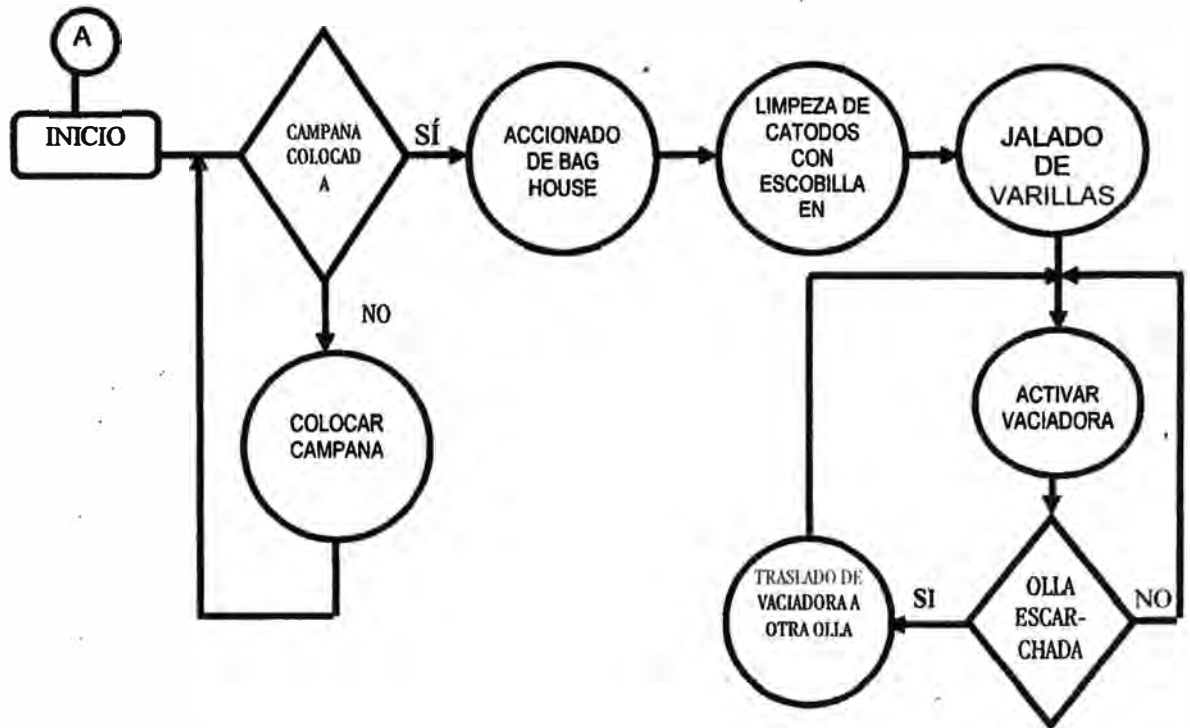 A
INICIO
CAMPANA
COLOCAD
A
SÍ
ACCIONADO
DE BAG
HOUSE
LIMPEZA DE
CATODOS
CON
ESCOBILLA
EN
JALADO
DE
VARILLAS
NO
COLOCAR
CAMPANA
ACTIVAR
VACIADORA
OLLA
ESCAR-
CHADA
NO
SI
TRASLADO DE
VACIADORA A
OTRA OLLA